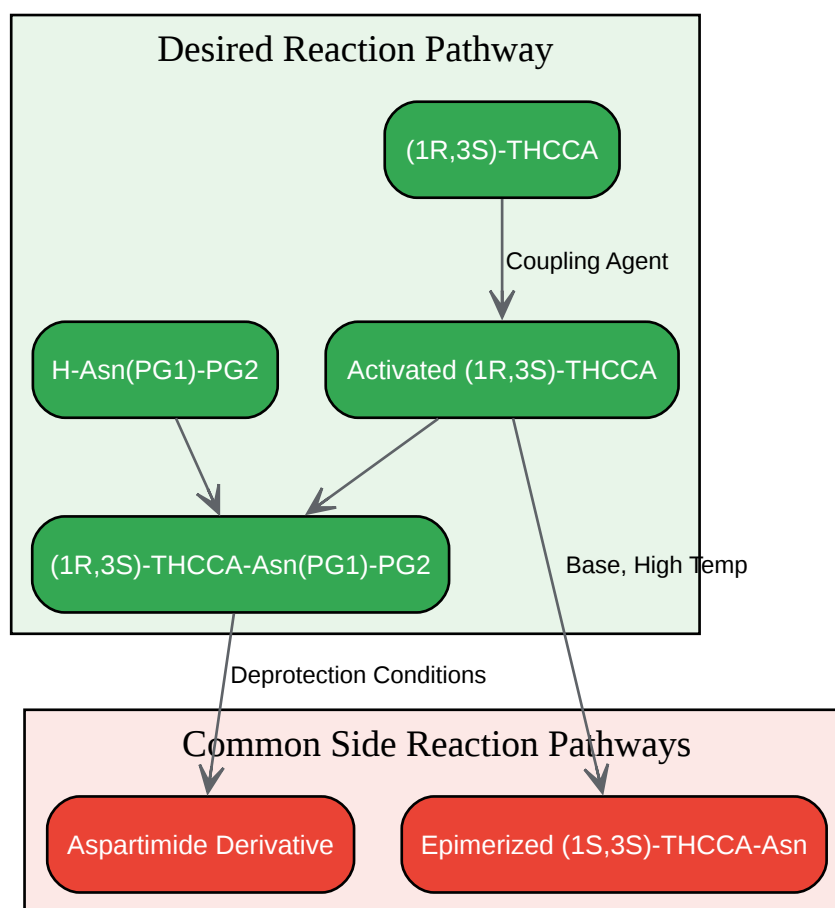 Desired Reaction Pathway
(1R,3S)-THCCA
Coupling Agent
H-Asn(PG1)-PG2
Activated (1R,3S)-THCCA
(1R,3S)-THCCA-Asn(PG1)-PG2
Base, High Temp
Deprotection Conditions
Common Side Reaction Pathways
Aspartimide Derivative
Epimerized (1S,3S)-THCCA-Asn